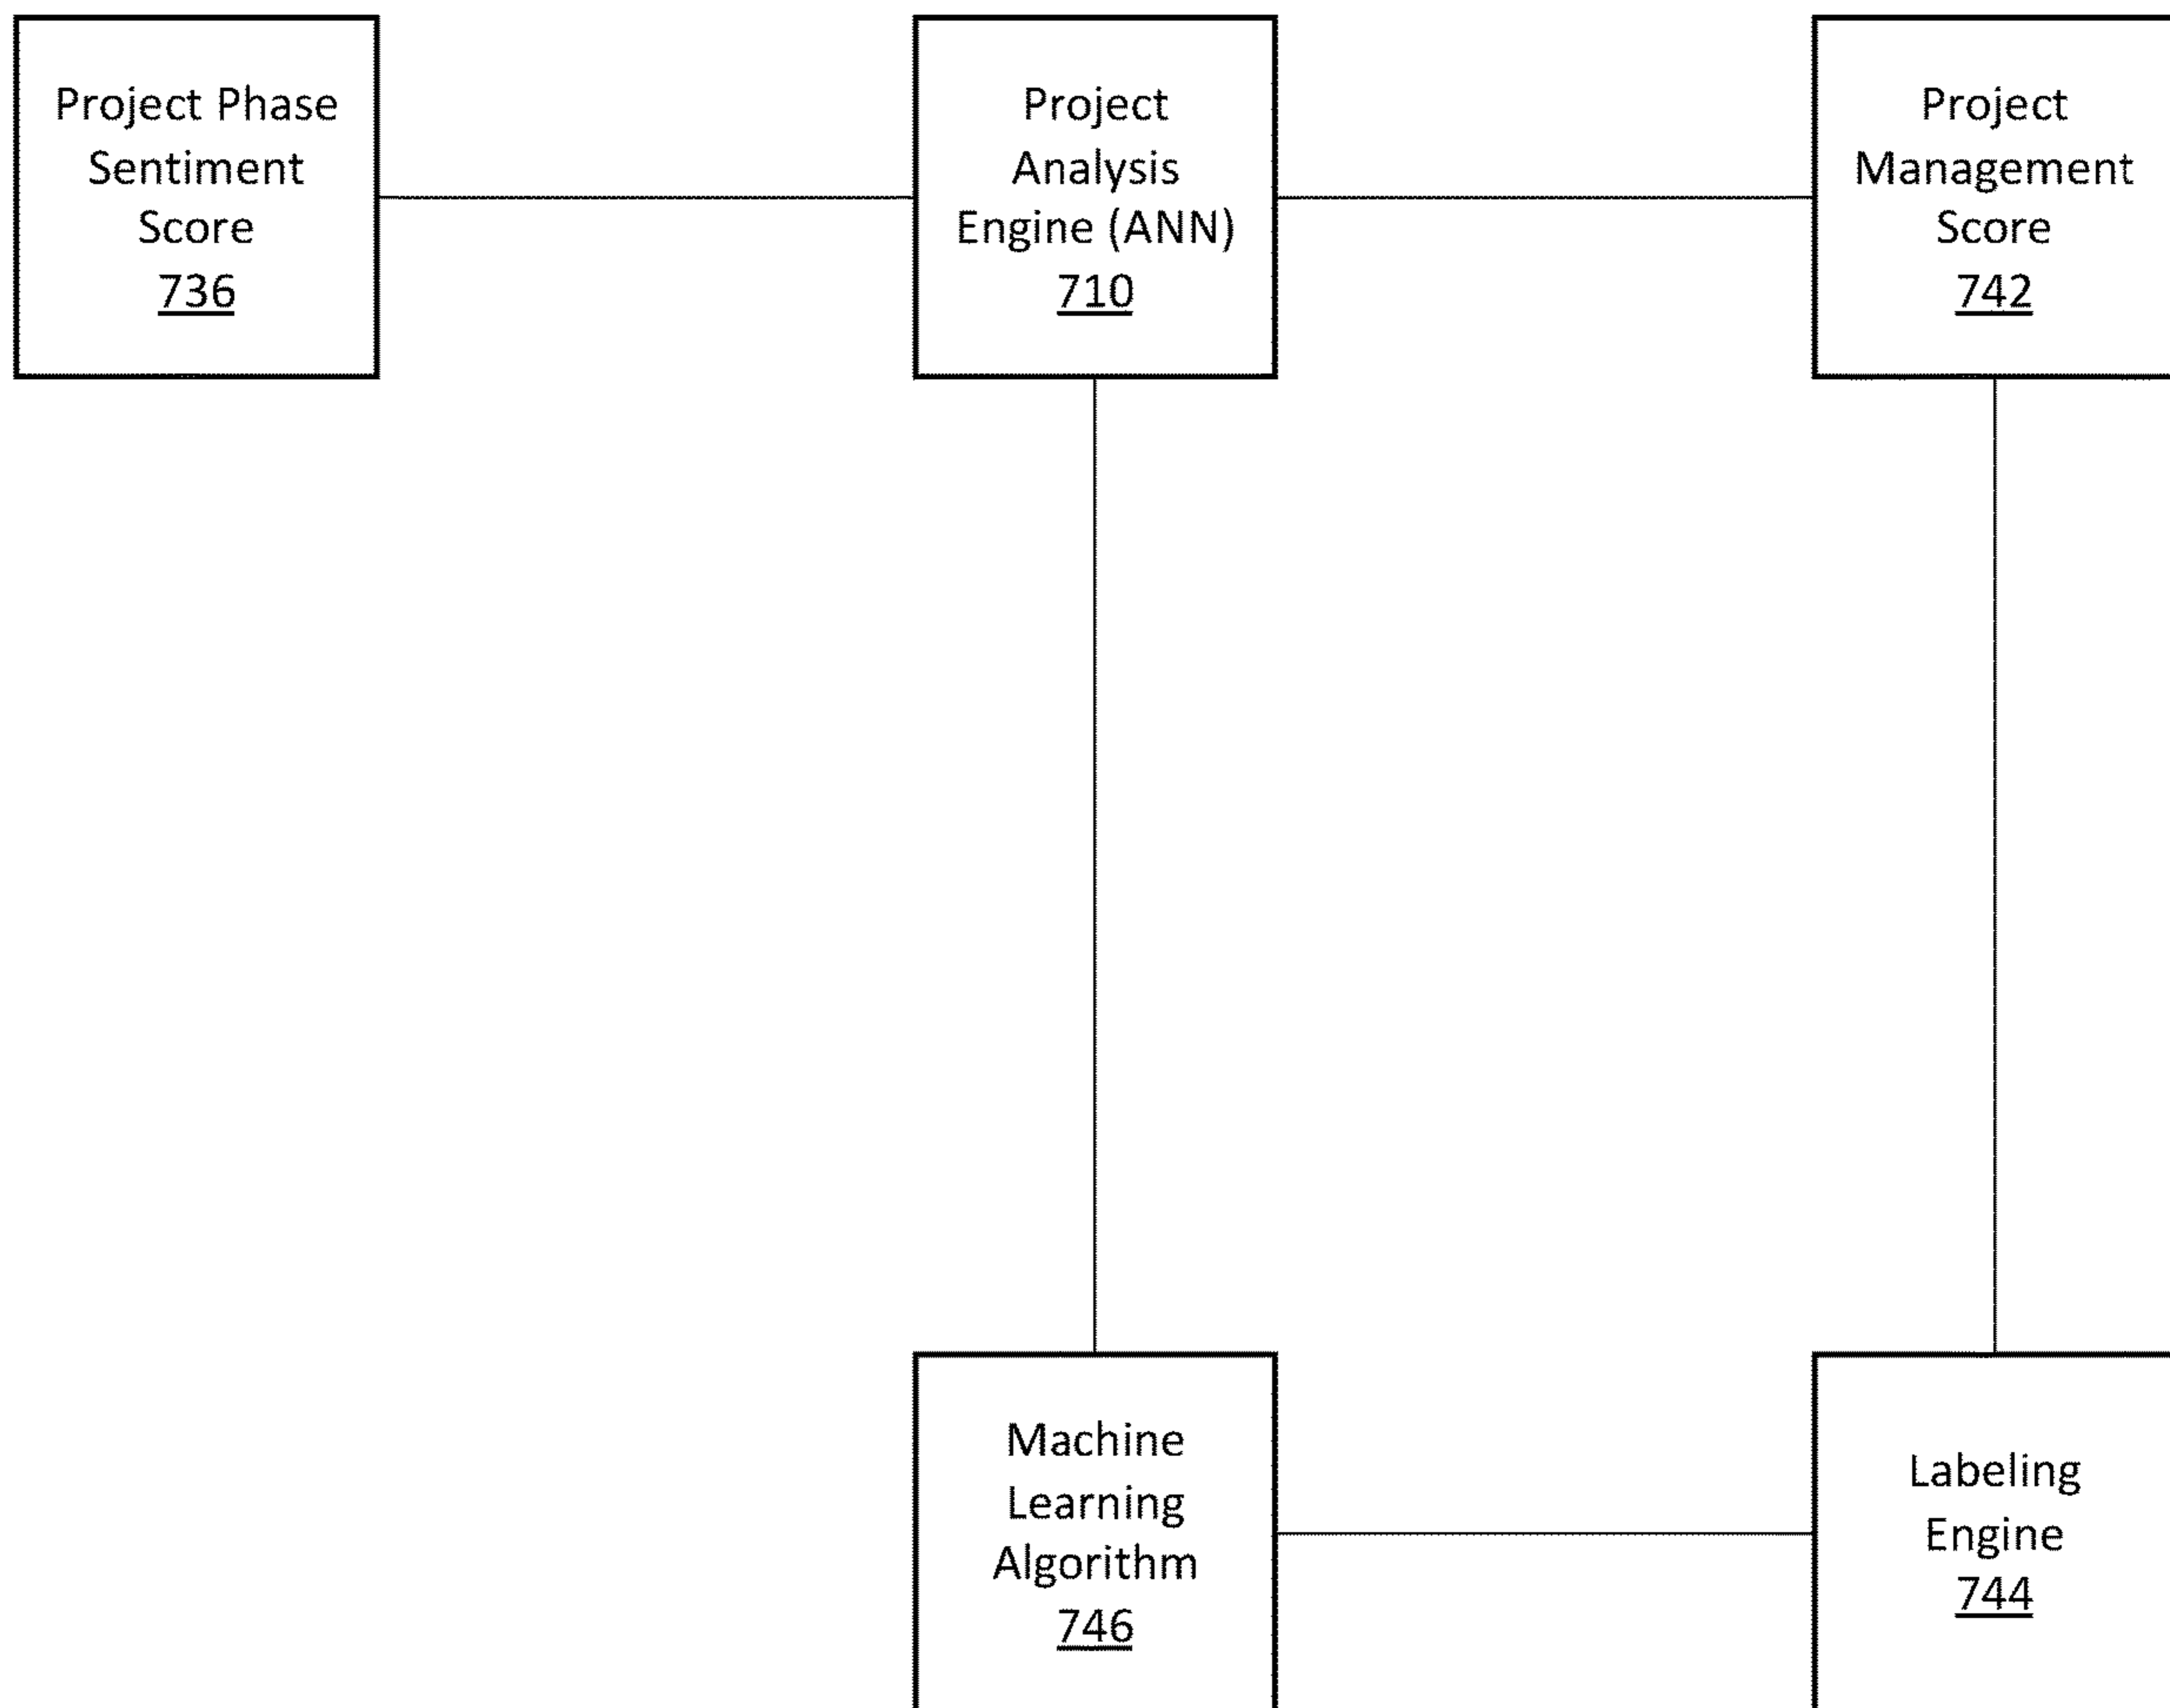 Project Phase
Sentiment
Score
736
Project
Analysis
Engine (ANN)
710
Project
Management
Score
742
Machine
Learning
Algorithm
746
Labeling
Engine
744